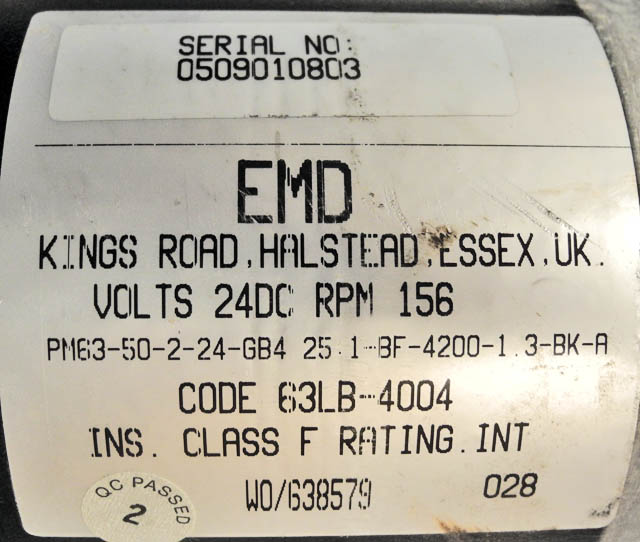 SERIAL NO:
0509010803
EMD
KINGS ROAD,HALSTEAD,ESSEX,UK.
VOLTS 24DC RPM 156
PM63-50-2-24-GB4 25.1-BF-4200-1.3-BK-A
CODE 63LB-4004
INS. CLASS F RATING.INT
WO/638579 028
QC PASSED
2